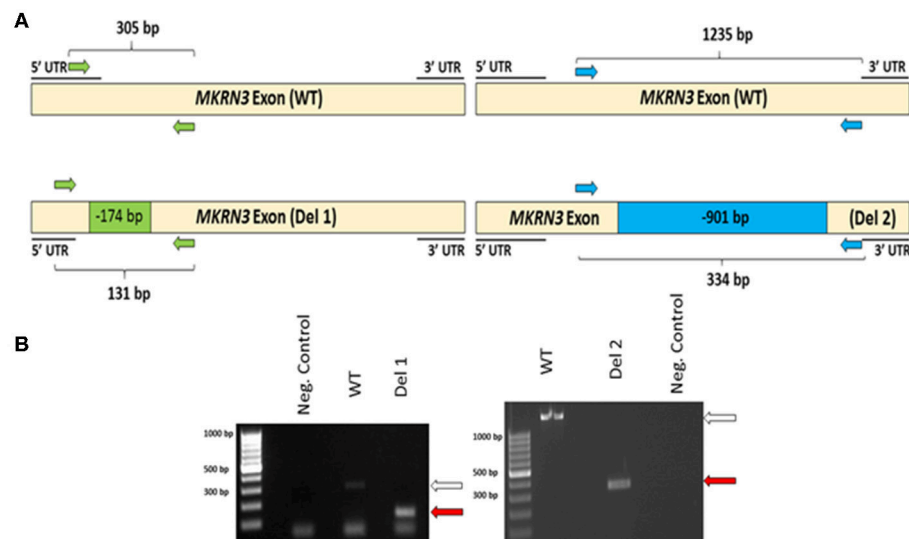 A
305 bp
5' UTR
3' UTR
MKRN3 Exon (WT)
1235 bp
5' UTR
3' UTR
MKRN3 Exon (WT)
-174 bp
MKRN3 Exon (Del 1)
5' UTR
3' UTR
131 bp
MKRN3 Exon
-901 bp
(Del 2)
5' UTR
3' UTR
334 bp
B
Neg. Control
WT
Del 1
1000 bp
500 bp
300 bp
WT
Del 2
Neg. Control
1000 bp
500 bp
300 bp